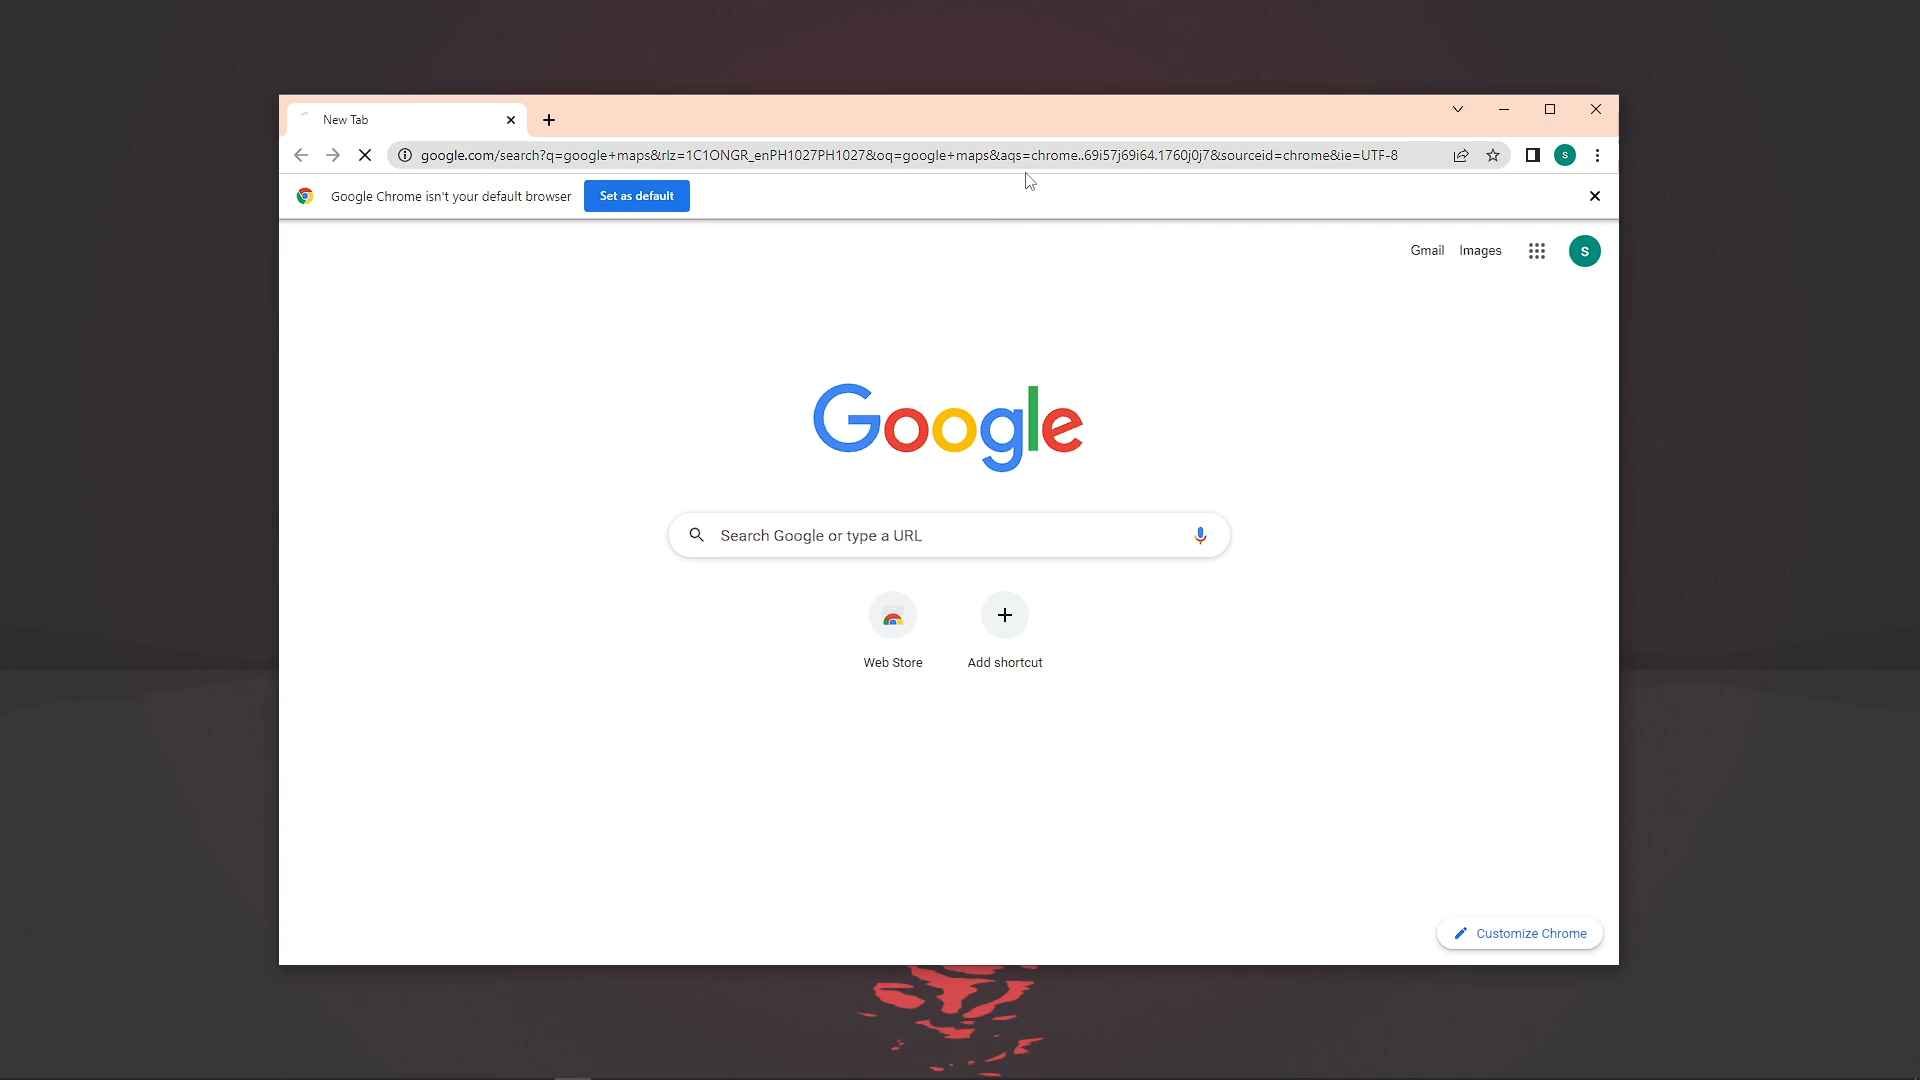 New Tab
google.com/search?q=google+maps&rlz=1C1ONGR_enPH1027PH1027&oq=google+maps&aqs=chrome..69i57j69i64.1760j0j7&sourceid=chrome&ie=UTF-8
S
Google Chrome isn't your default browser
Set as default
Gmail
Images
S
Google
Search Google or type a URL
Web Store
Add shortcut
Customize Chrome